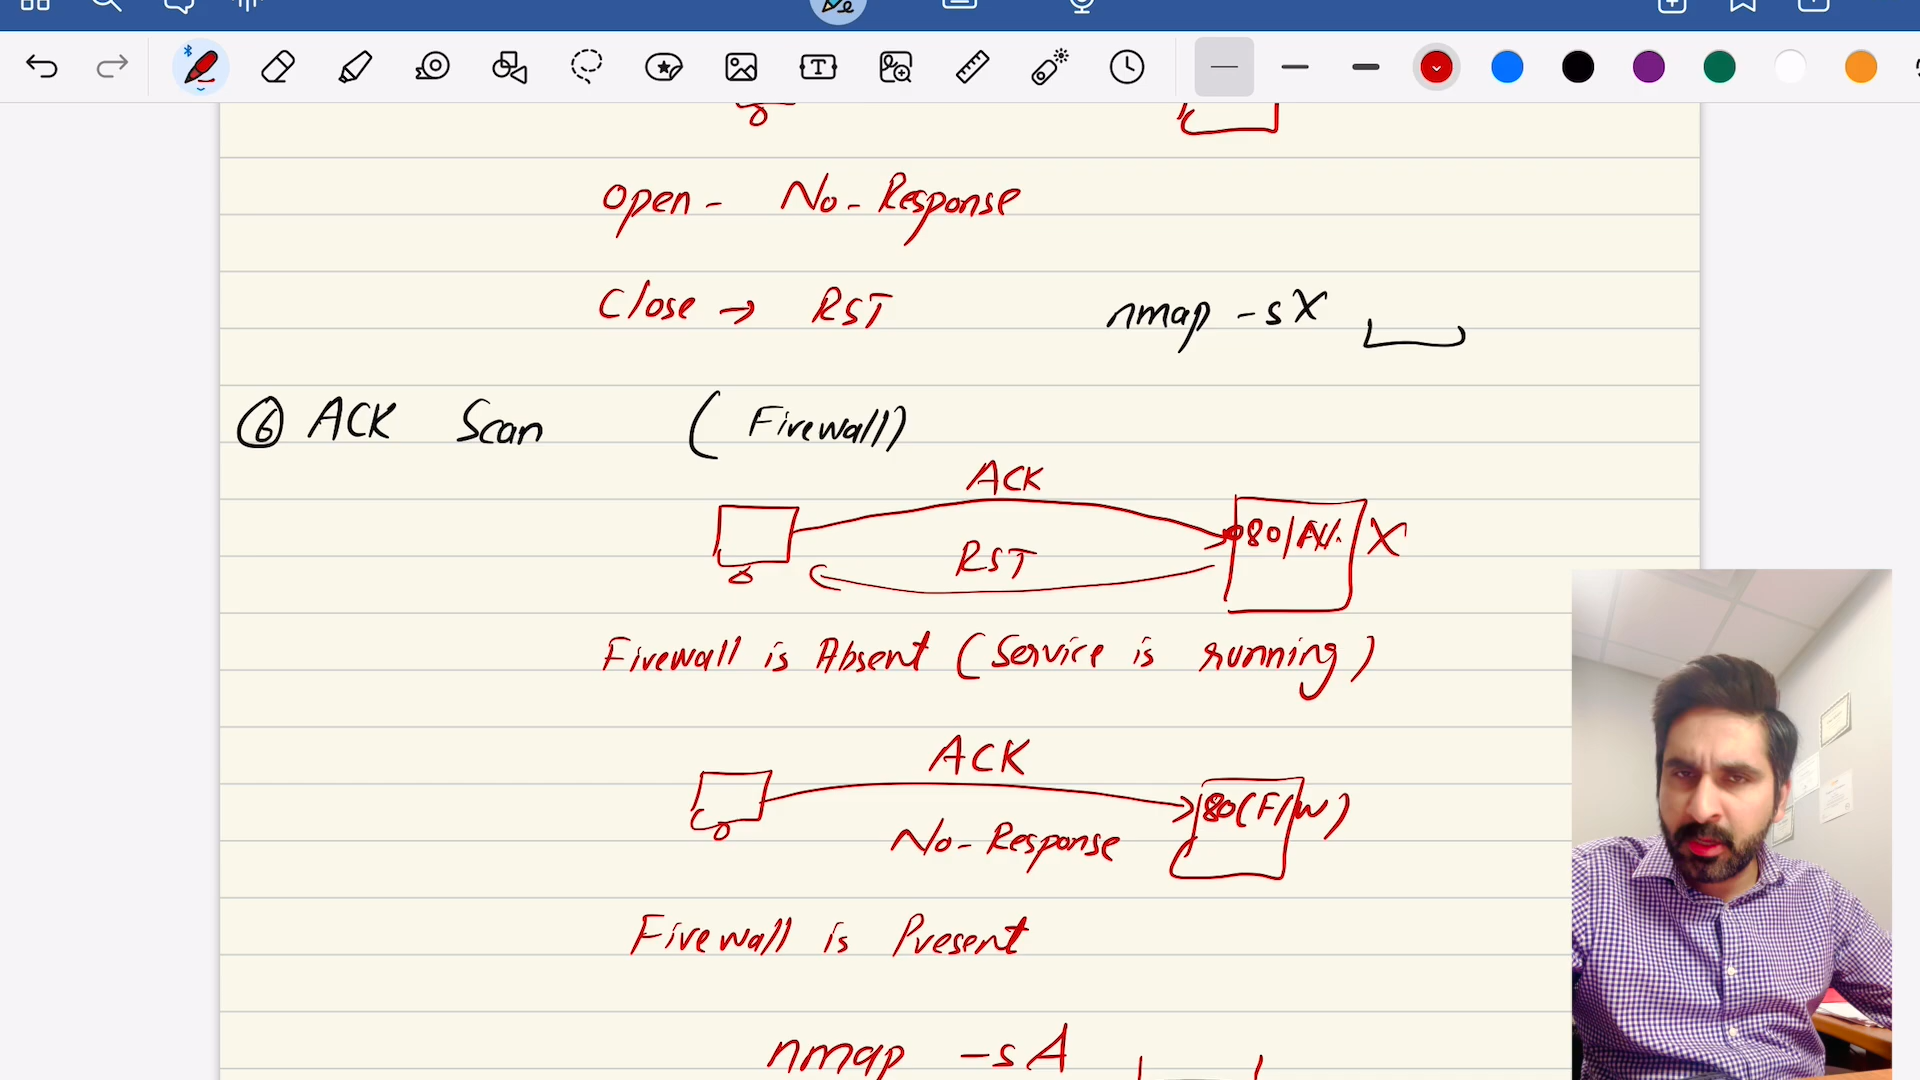 Open - No-Response
Close → RST
nmap -sX
⑥ ACK Scan (Firewall)
ACK
80/
X
RST
Firewall is Absent (Service is running)
ACK
80(F/W)
No-Response
Firewall is Present
nmap -sA